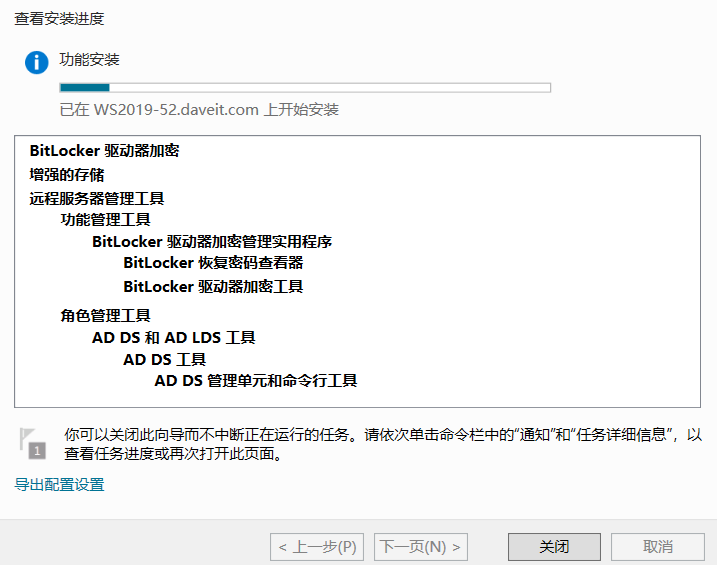 查看安装进度
功能安装
已在 WS2019-52.daveit.com 上开始安装
BitLocker 驱动器加密
增强的存储
远程服务器管理工具
功能管理工具
BitLocker 驱动器加密管理实用程序
BitLocker 恢复密码查看器
BitLocker 驱动器加密工具
角色管理工具
AD DS 和 AD LDS 工具
AD DS 工具
AD DS 管理单元和命令行工具
你可以关闭此向导而不中断正在运行的任务。请依次单击命令栏中的“通知”和“任务详细信息”，以
查看任务进度或再次打开此页面。
1
导出配置设置
< 上一步(P) 下一页(N) > 关闭 取消